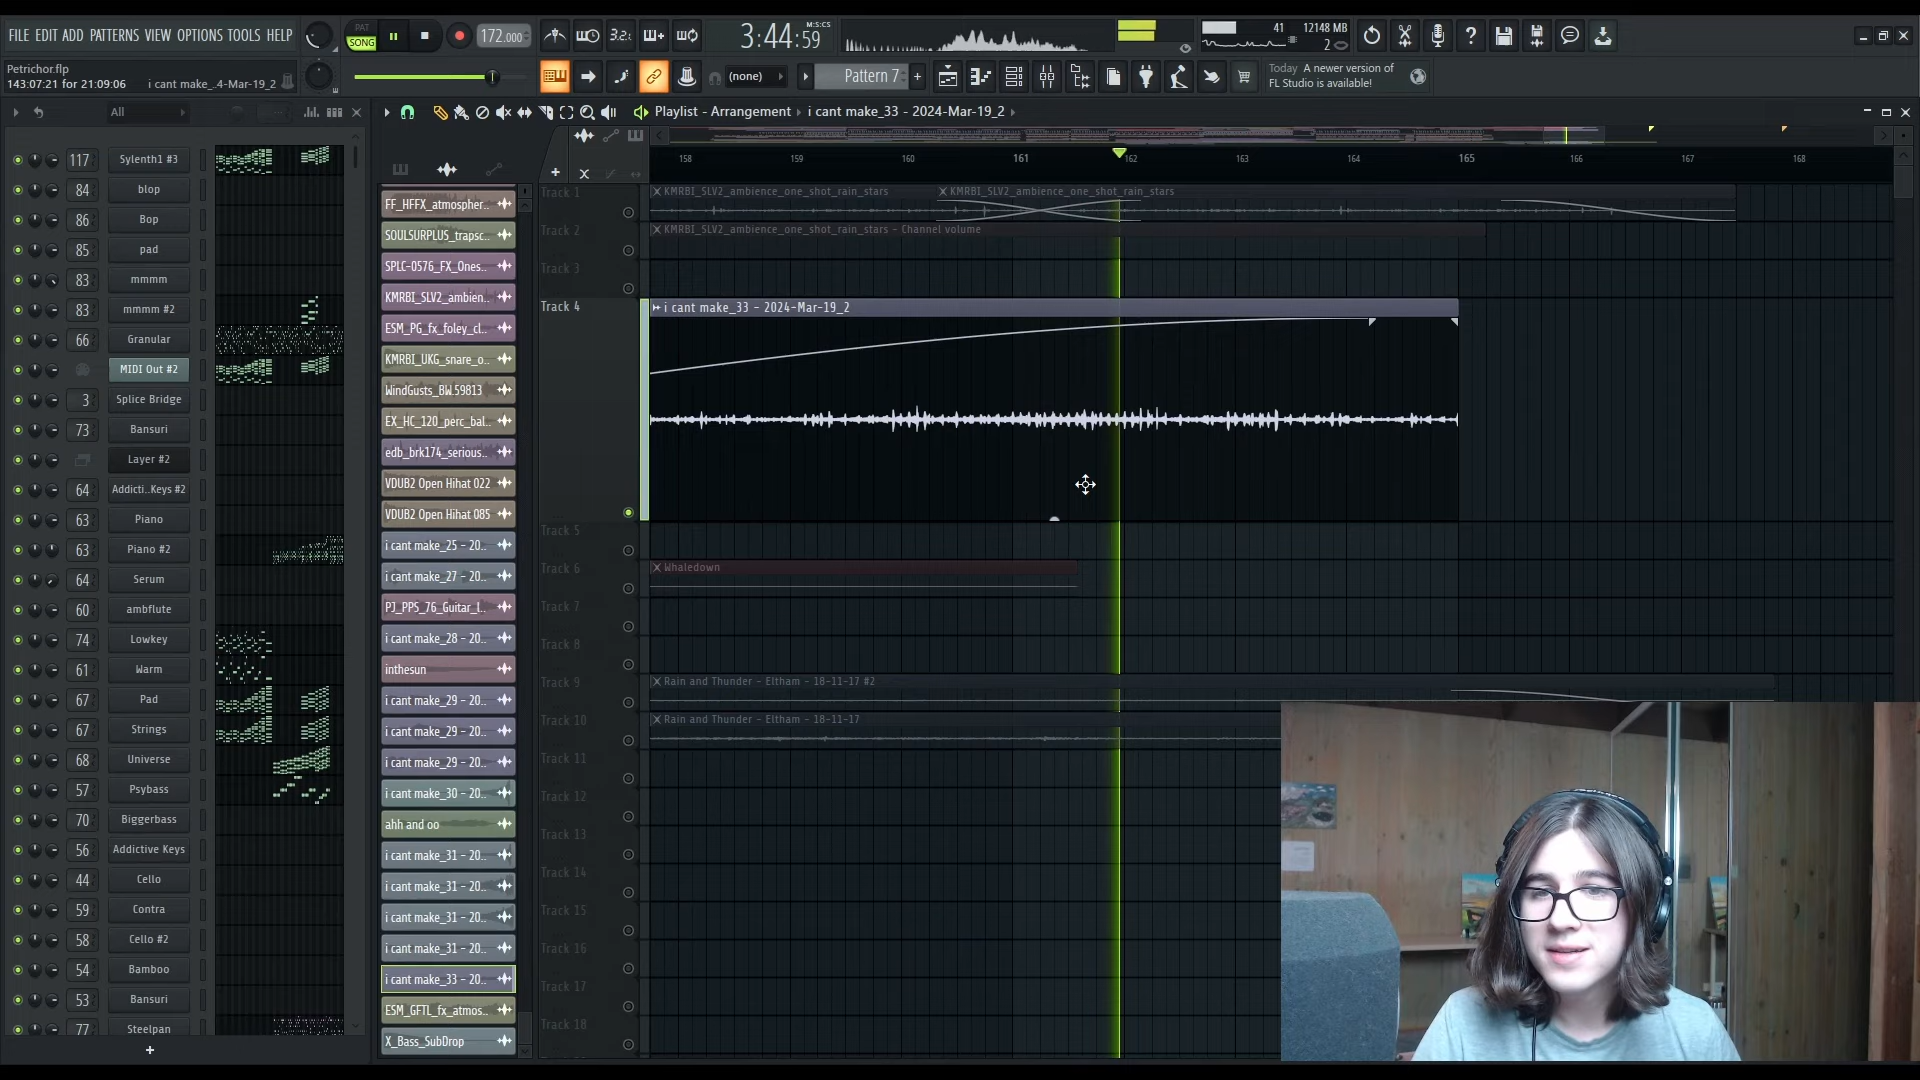 FILE EDIT ADD PATTERNS VIEW OPTIONS TOOLS HELP
PAT
SONG
172.000
3.2.:
3:44:59
M:S:CS
41
12148 MB
2
Petrichor.flp
143:07:21 for 21:09:06
i cant make_..4-Mar-19_2
(none)
Pattern 7
+
Today A newer version of
FL Studio is available!
All
Playlist - Arrangement › i cant make_33 - 2024-Mar-19_2 ›
158 159 160 161 162 163 164 165 166 167 168
117 Sylenth1 #3
84 blop
86 Bop
85 pad
83 mmmm
83 mmmm #2
66 Granular
MIDI Out #2
3 Splice Bridge
73 Bansuri
Layer #2
64 Addicti..Keys #2
63 Piano
63 Piano #2
64 Serum
60 ambflute
74 Lowkey
61 Warm
67 Pad
67 Strings
68 Universe
57 Psybass
70 Biggerbass
56 Addictive Keys
44 Cello
59 Contra
58 Cello #2
54 Bamboo
53 Bansuri
77 Steelpan
+
FF_HFFX_atmospher..
SOULSURPLUS_trapsc..
SPLC-0576_FX_Ones..
KMRBI_SLV2_ambien..
ESM_PG_fx_foley_cl..
KMRBI_UKG_snare_o..
WindGusts_BW.59813
EX_HC_120_perc_bal..
edb_brk174_serious..
VDUB2 Open Hihat 022
VDUB2 Open Hihat 085
i cant make_25 - 20..
i cant make_27 - 20..
PJ_PPS_76_Guitar_l..
i cant make_28 - 20..
inthesun
i cant make_29 - 20..
i cant make_29 - 20..
i cant make_29 - 20..
i cant make_30 - 20..
ahh and oo
i cant make_31 - 20..
i cant make_31 - 20..
i cant make_31 - 20..
i cant make_31 - 20..
i cant make_33 - 20..
ESM_GFTL_fx_atmos..
X_Bass_SubDrop
Track 1
KMRBI_SLV2_ambience_one_shot_rain_stars
KMRBI_SLV2_ambience_one_shot_rain_stars
Track 2
KMRBI_SLV2_ambience_one_shot_rain_stars - Channel volume
Track 3
Track 4
i cant make_33 - 2024-Mar-19_2
Track 5
Track 6
Whaledown
Track 7
Track 8
Track 9
Rain and Thunder - Eltham - 18-11-17 #2
Track 10
Rain and Thunder - Eltham - 18-11-17
Track 11
Track 12
Track 13
Track 14
Track 15
Track 16
Track 17
Track 18